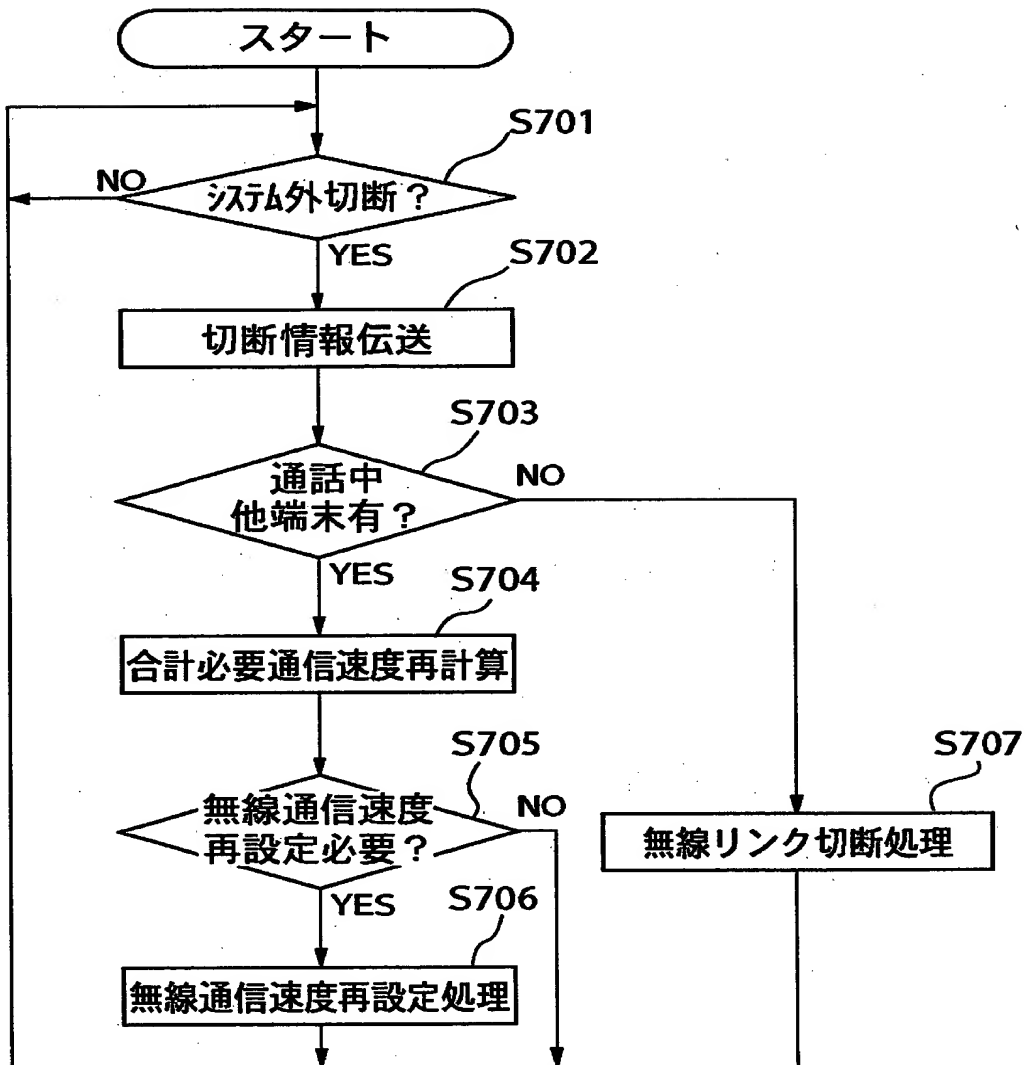 スタート
S701
NO
システム外切断？
YES
S702
切断情報伝送
S703
通話中
他端末有？
NO
YES
S704
合計必要通信速度再計算
S705
S707
無線通信速度
再設定必要？
NO
無線リンク切断処理
YES
S706
無線通信速度再設定処理